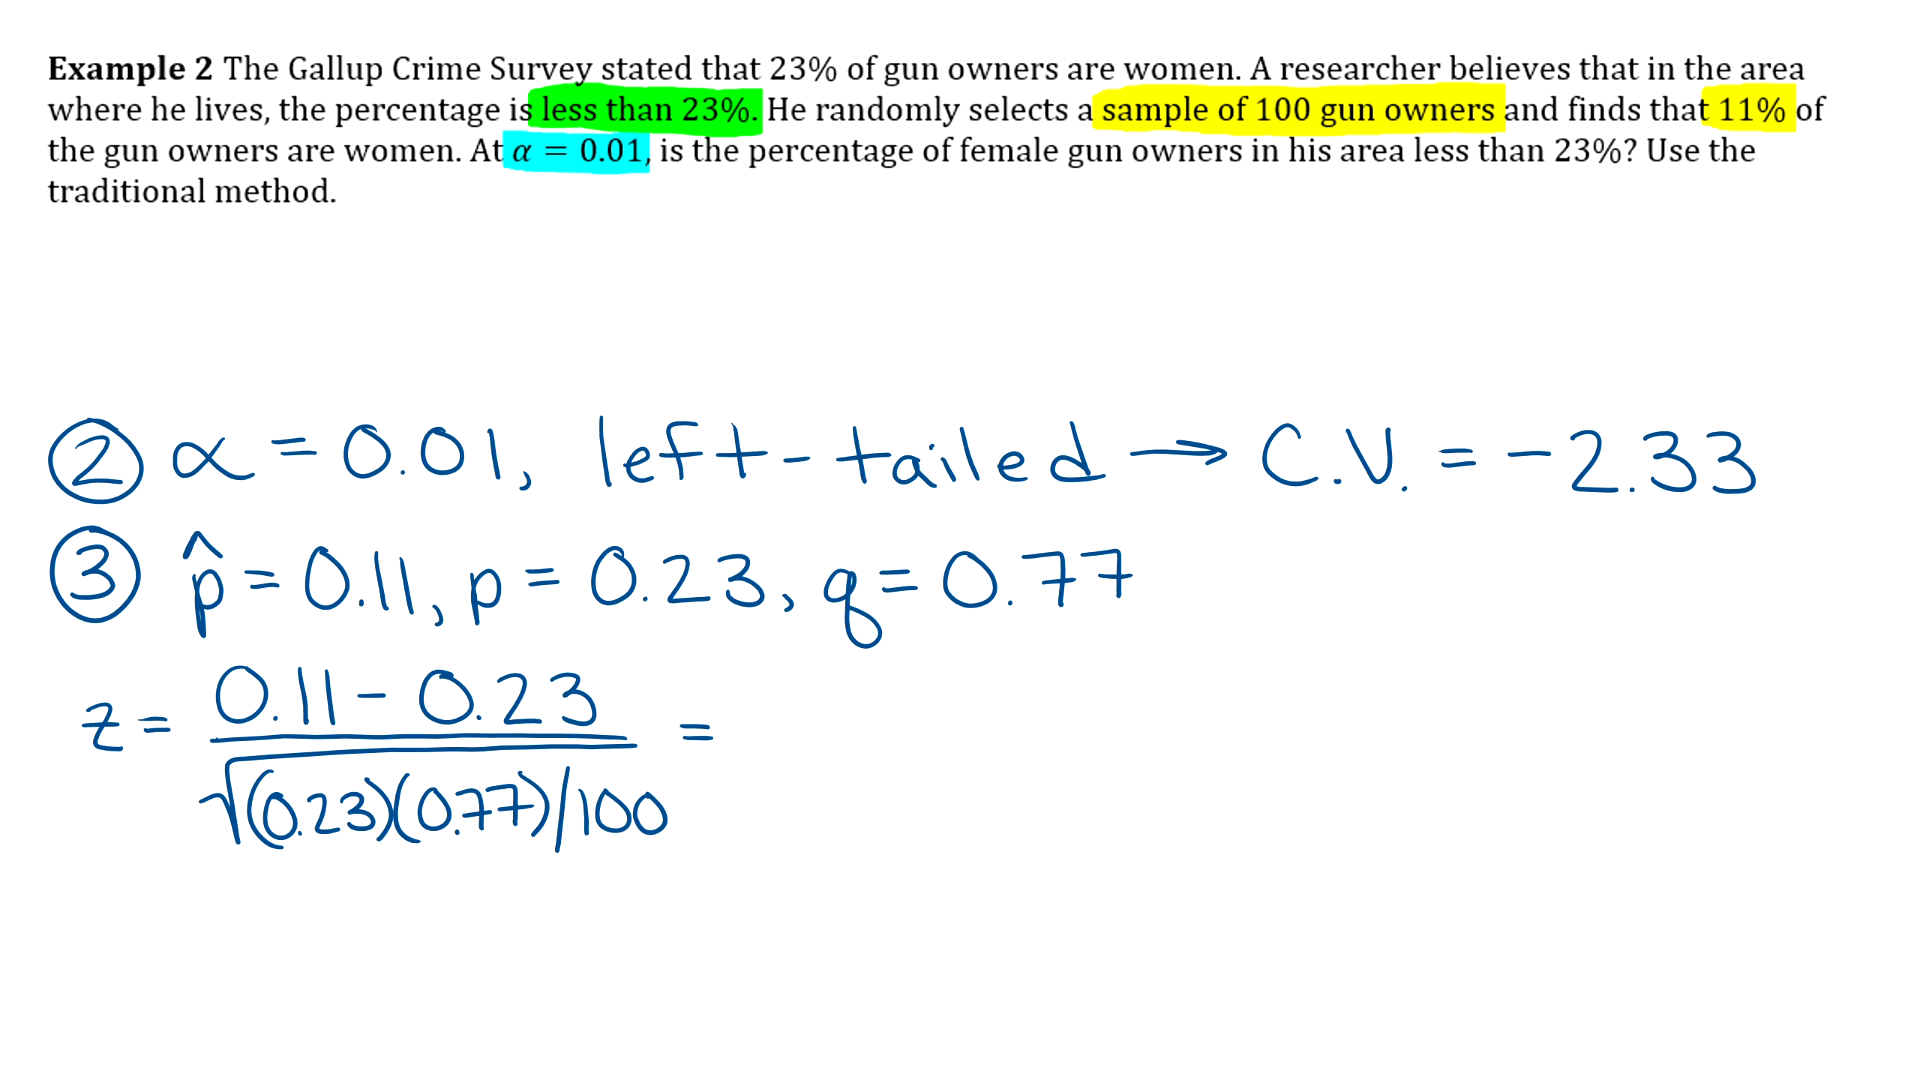 Example 2 The Gallup Crime Survey stated that 23% of gun owners are women. A researcher believes that in the area
where he lives, the percentage is less than 23%. He randomly selects a sample of 100 gun owners and finds that 11% of
the gun owners are women. At α = 0.01, is the percentage of female gun owners in his area less than 23%? Use the
traditional method.
② α = 0.01, left-tailed → C.V. = -2.33
③ p̂ = 0.11, p = 0.23, q = 0.77
z = 0.11 - 0.23 =
√(0.23)(0.77)/100